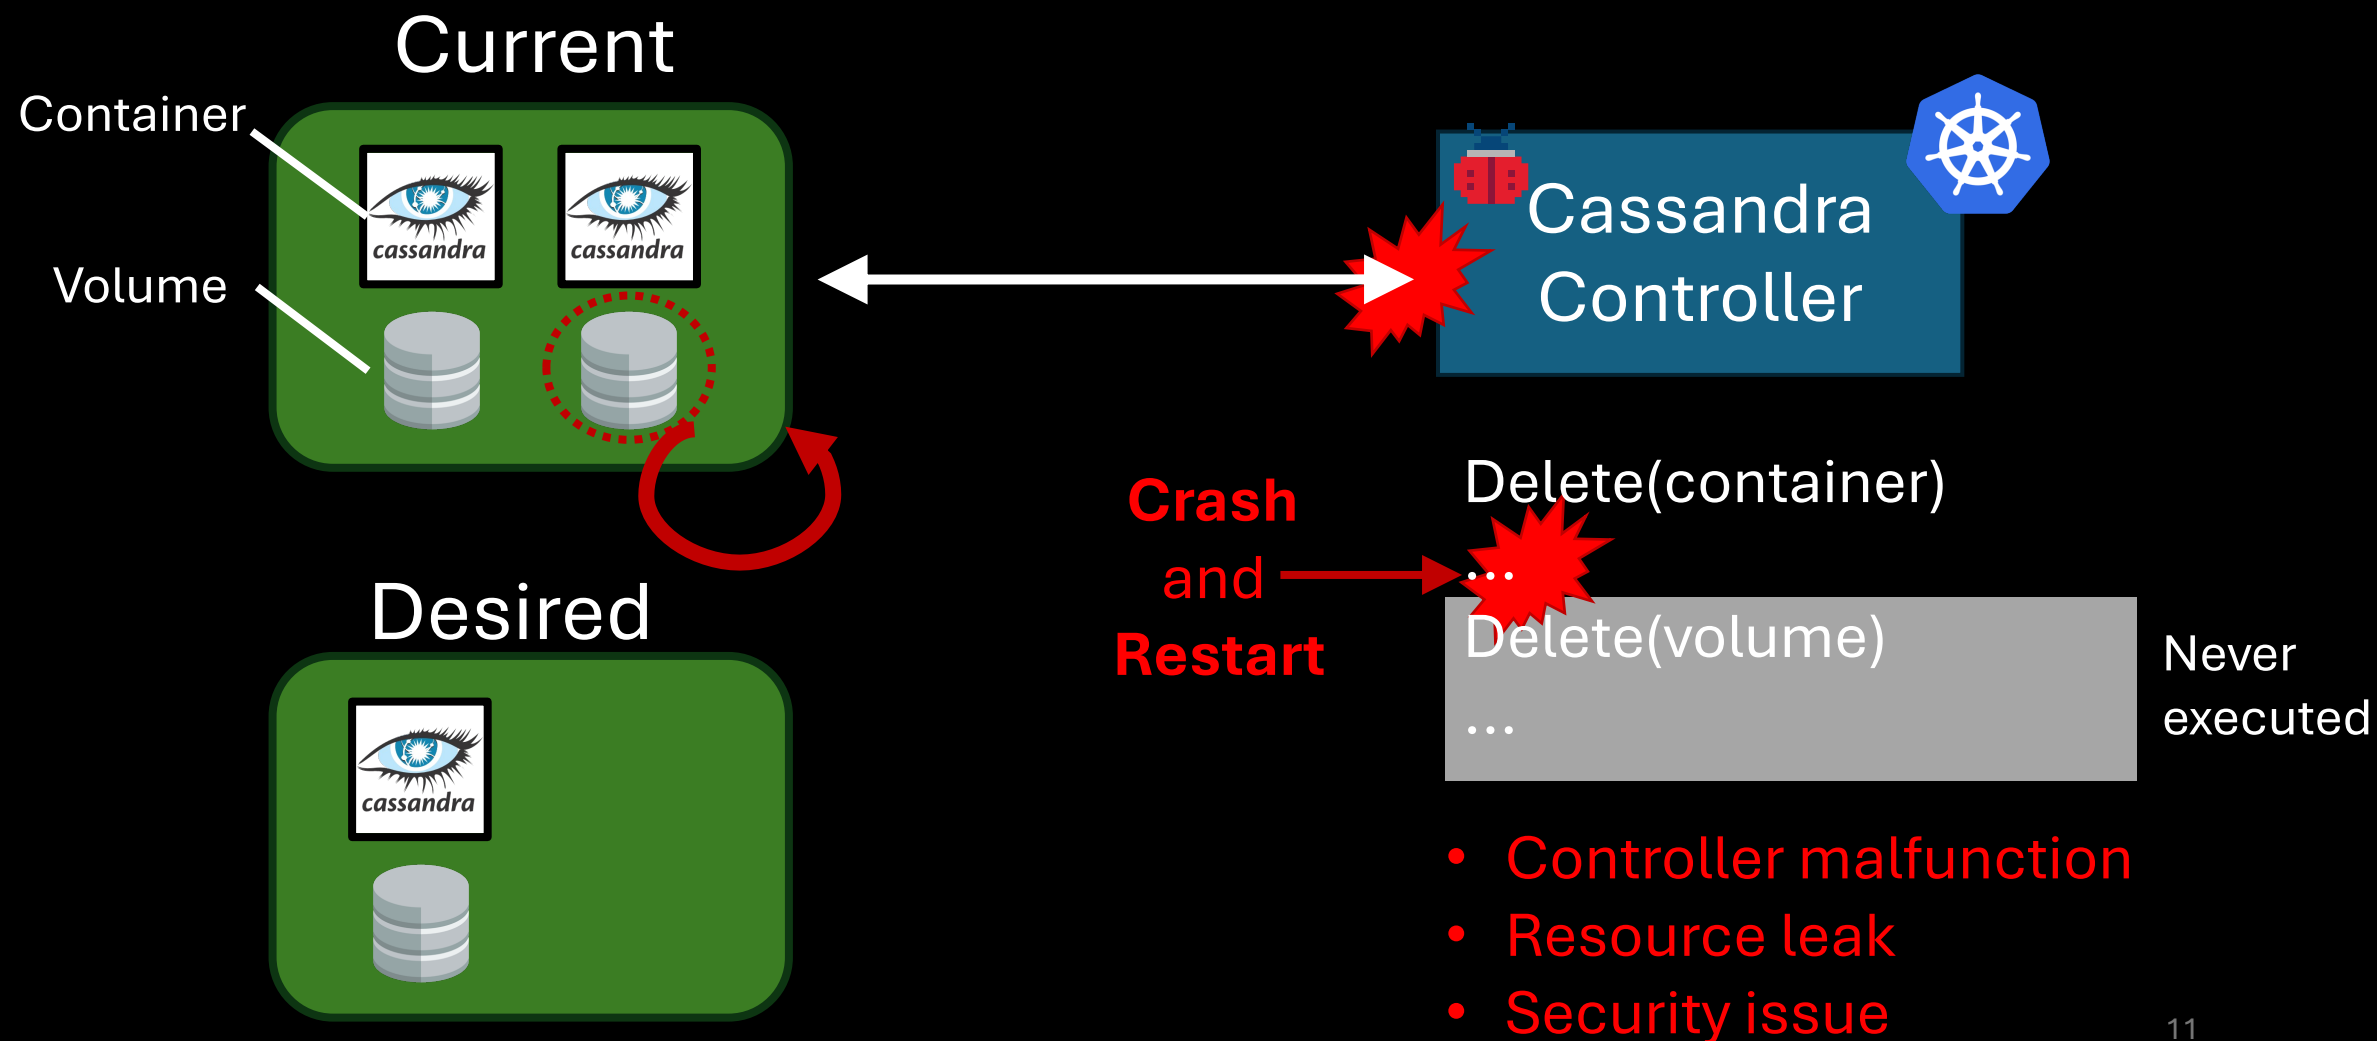 Current
Container
cassandra
cassandra
Volume
Cassandra
Controller
Crash
and
Restart
Delete(container)
...
Delete(volume)
...
Never
executed
Desired
cassandra
• Controller malfunction
• Resource leak
• Security issue
11